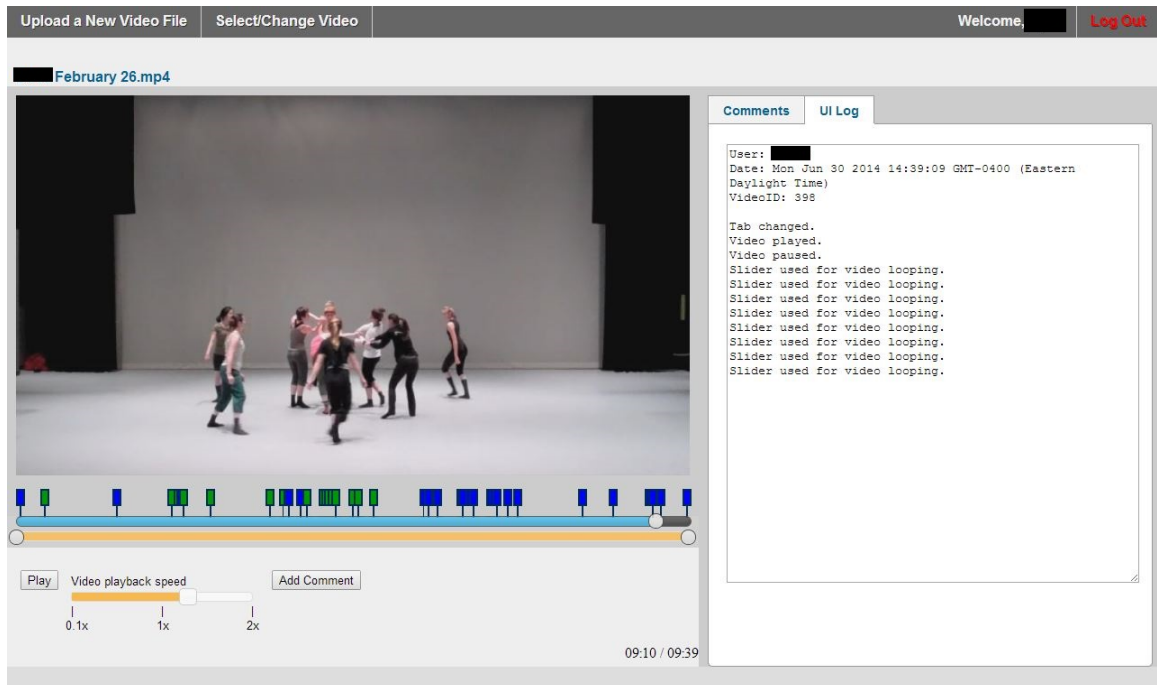 Upload a New Video File
Select/Change Video
Welcome,
Log Out
February 26.mp4
Comments
UI Log
User:
Date: Mon Jun 30 2014 14:39:09 GMT-0400 (Eastern
Daylight Time)
VideoID: 398
Tab changed.
Video played.
Video paused.
Slider used for video looping.
Slider used for video looping.
Slider used for video looping.
Slider used for video looping.
Slider used for video looping.
Slider used for video looping.
Slider used for video looping.
Slider used for video looping.
Play
Video playback speed
Add Comment
0.1x
1x
2x
09:10 / 09:39